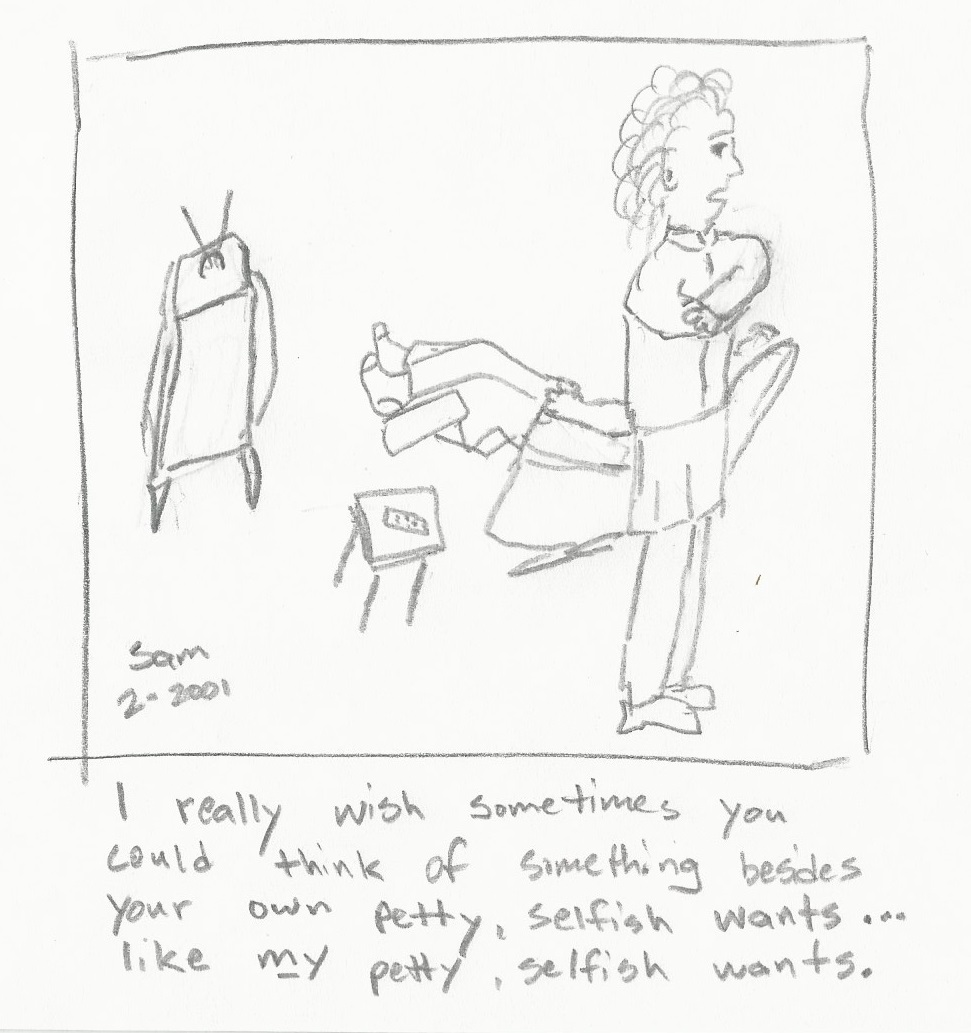 Sam
2-2001
I really wish sometimes you
could think of something besides
your own petty, selfish wants...
like my petty, selfish wants.